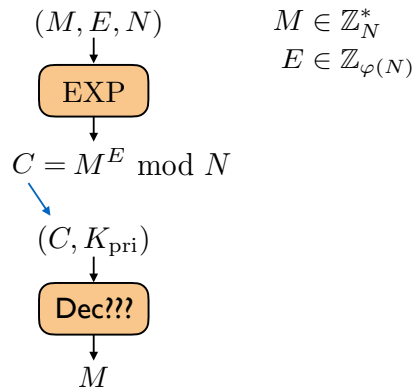 (M, E, N)
M ∈ ℤ*_N
E ∈ ℤ_φ(N)
EXP
C = M^E mod N
(C, K_pri)
Dec???
M